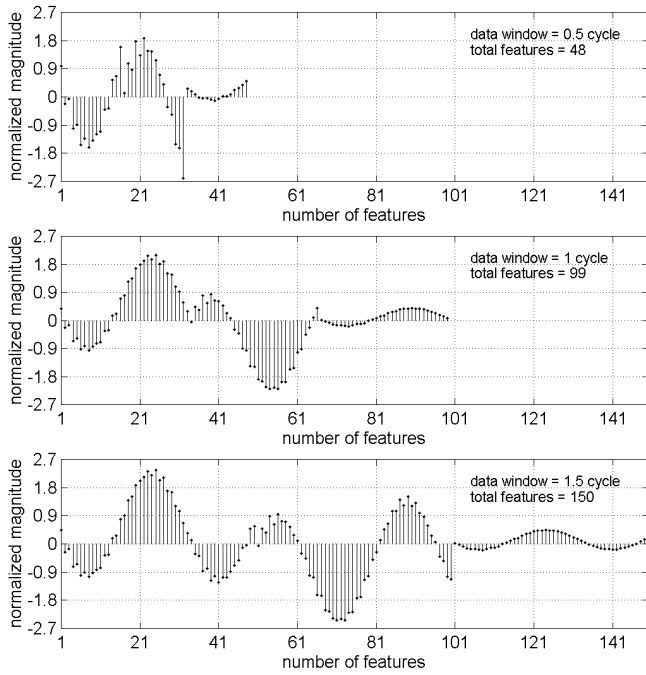 2.7
1.8
0.9
0
-0.9
-1.8
-2.7
normalized magnitude
data window = 0.5 cycle
total features = 48
1 21 41 61 81 101 121 141
number of features
2.7
1.8
0.9
0
-0.9
-1.8
-2.7
normalized magnitude
data window = 1 cycle
total features = 99
1 21 41 61 81 101 121 141
number of features
2.7
1.8
0.9
0
-0.9
-1.8
-2.7
normalized magnitude
data window = 1.5 cycle
total features = 150
1 21 41 61 81 101 121 141
number of features